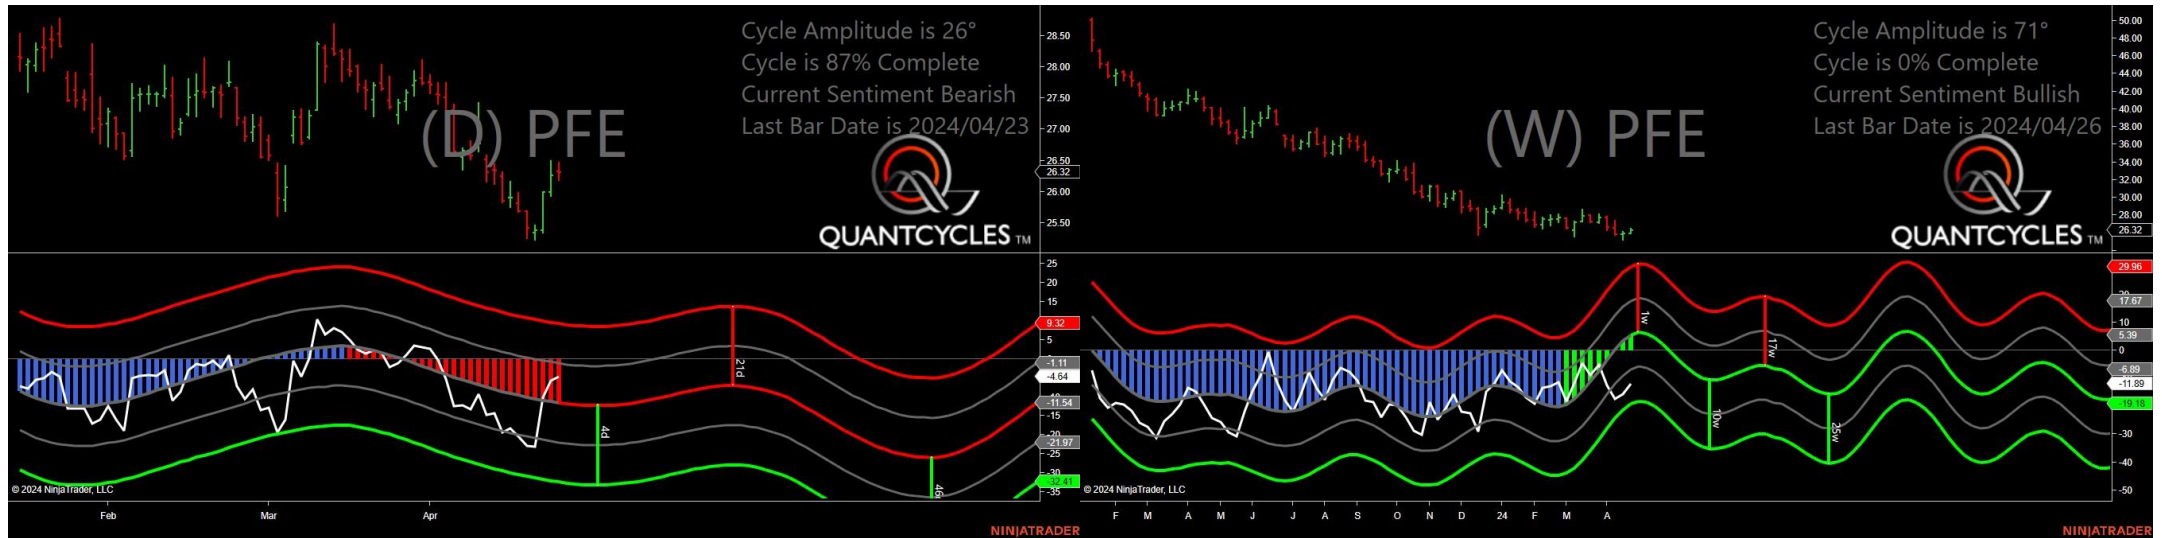 Cycle Amplitude is 26°
Cycle is 87% Complete
Current Sentiment Bearish
Last Bar Date is 2024/04/23
(D) PFE
QUANTCYCLES TM
28.50
28.00
27.50
27.00
26.50
26.32
26.00
25.50
25
20
15
9.32
5
-1.11
-4.64
-11.54
-15
-21.97
-25
-30
-32.41
-35
21d
4d
© 2024 NinjaTrader, LLC
Feb
Mar
Apr
NINJATRADER
Cycle Amplitude is 71°
Cycle is 0% Complete
Current Sentiment Bullish
Last Bar Date is 2024/04/26
(W) PFE
QUANTCYCLES TM
50.00
48.00
46.00
44.00
42.00
40.00
38.00
36.00
34.00
32.00
30.00
28.00
26.32
29.96
17.67
10
5.39
0
-6.89
-11.89
-19.18
-30
-40
-50
1w
17w
10w
25w
© 2024 NinjaTrader, LLC
F M A M J J A S O N D 24 F M A
NINJATRADER